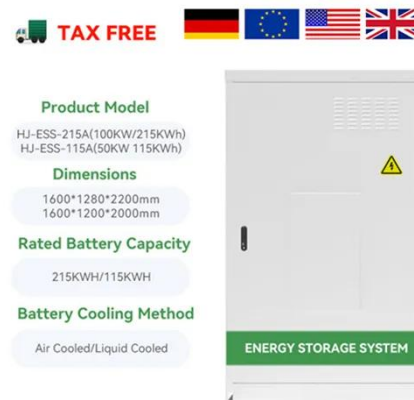 TAX FREE
Product Model
HJ-ESS-215A(100KW/215KWh)
HJ-ESS-115A(50KW 115KWh)
Dimensions
1600*1280*2200mm
1600*1200*2000mm
Rated Battery Capacity
215KWH/115KWH
Battery Cooling Method
Air Cooled/Liquid Cooled
ENERGY STORAGE SYSTEM